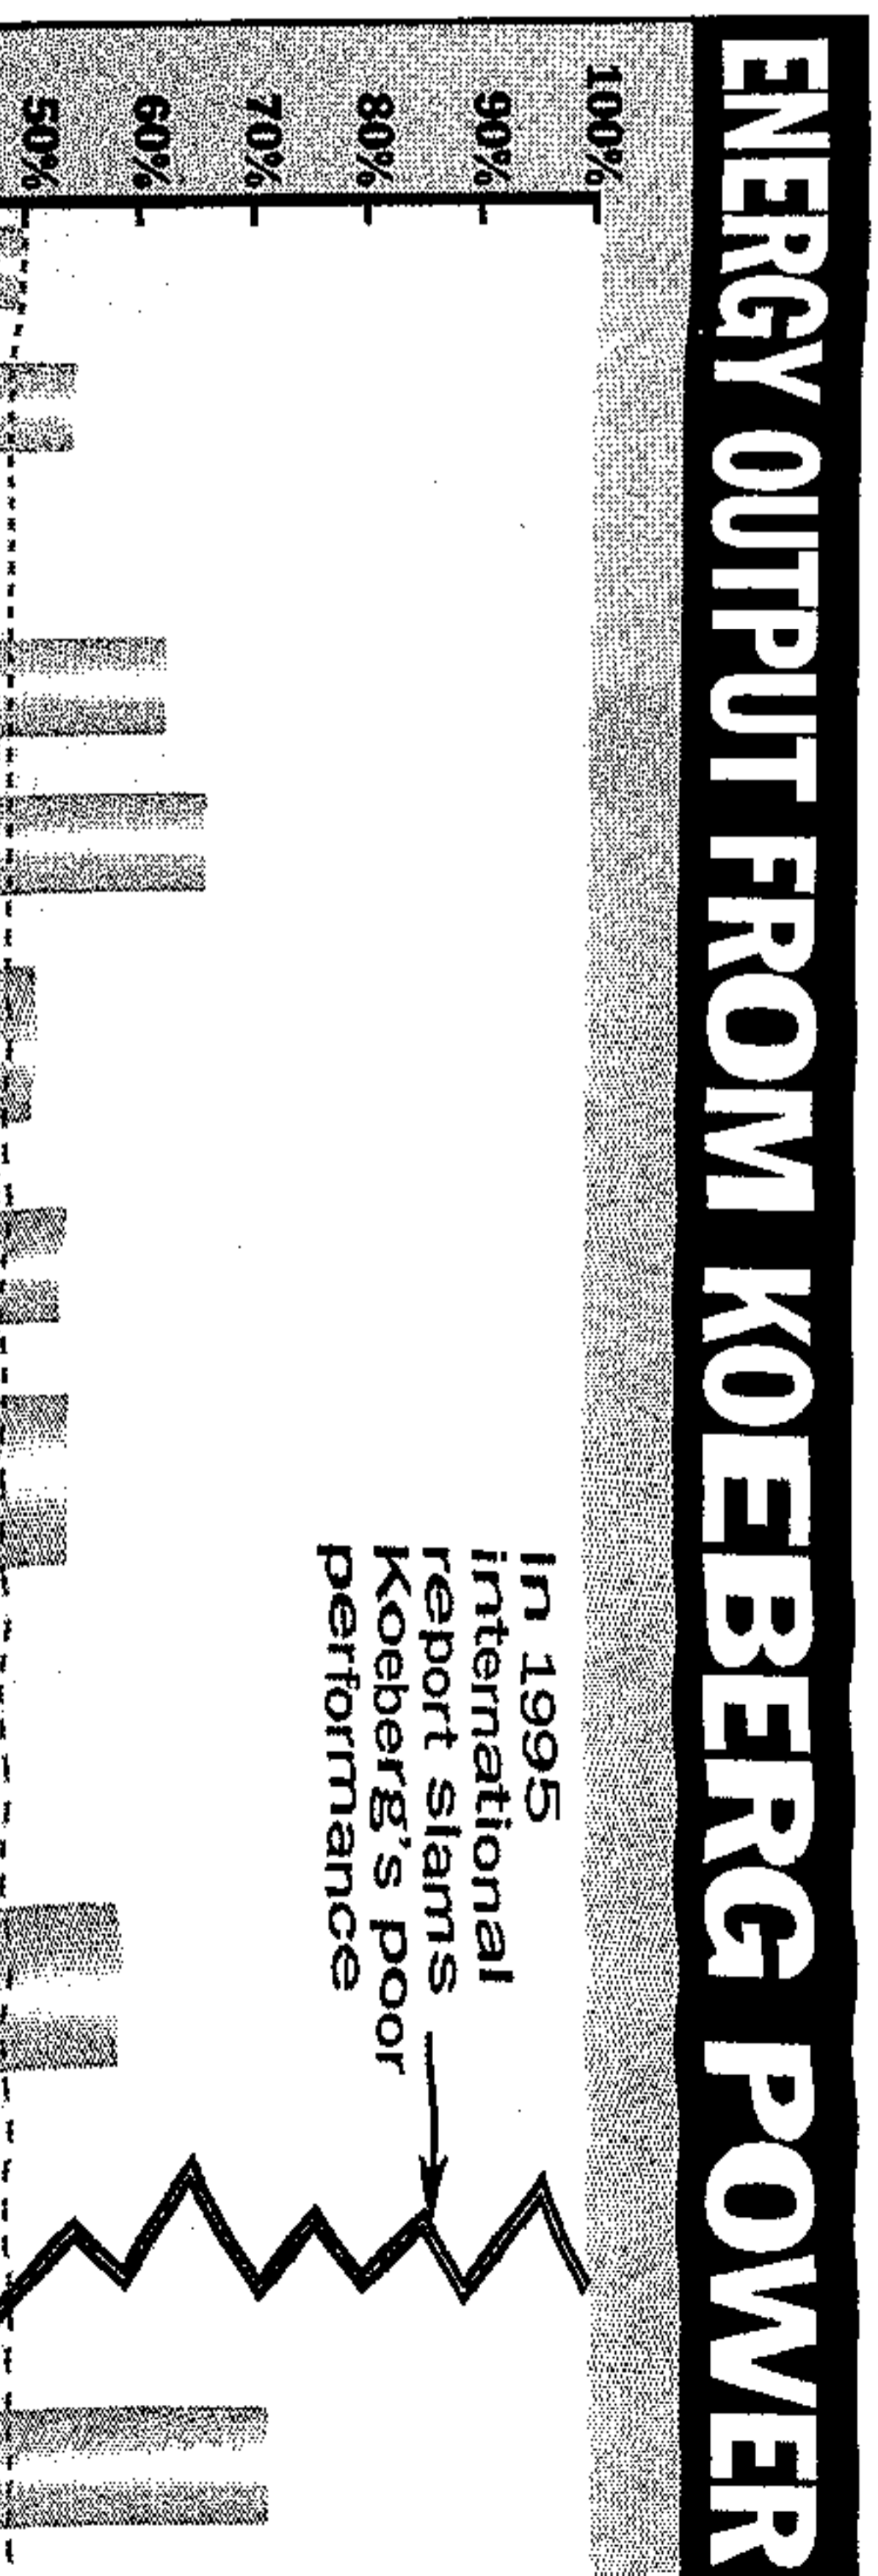 ENERGY OUTPUT FROM KOEBERG POWER
100%
90%
80%
70%
60%
50%
In 1995
international
report slams
Koeberg's poor
performance